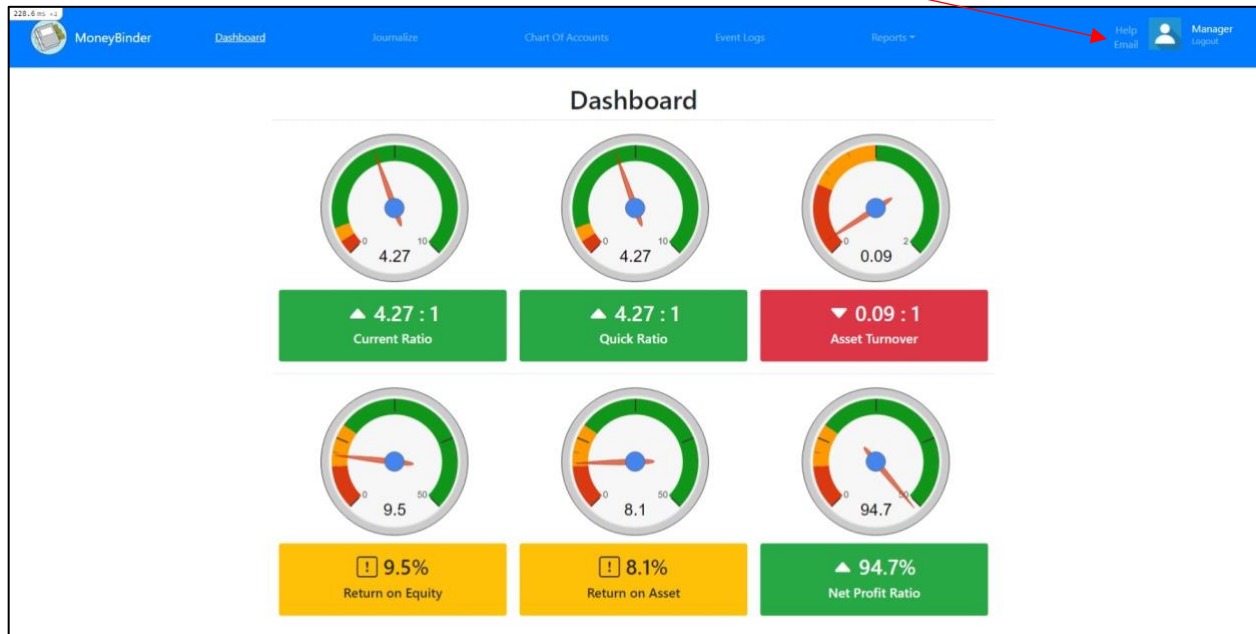 228.6 ms ×2
MoneyBinder
Dashboard
Journalize
Chart Of Accounts
Event Logs
Reports
Help
Email
Manager
Logout
Dashboard
0 10
4.27
0 10
4.27
0 2
0.09
4.27 : 1
Current Ratio
4.27 : 1
Quick Ratio
0.09 : 1
Asset Turnover
0 50
9.5
0 50
8.1
0 50
94.7
! 9.5%
Return on Equity
! 8.1%
Return on Asset
94.7%
Net Profit Ratio